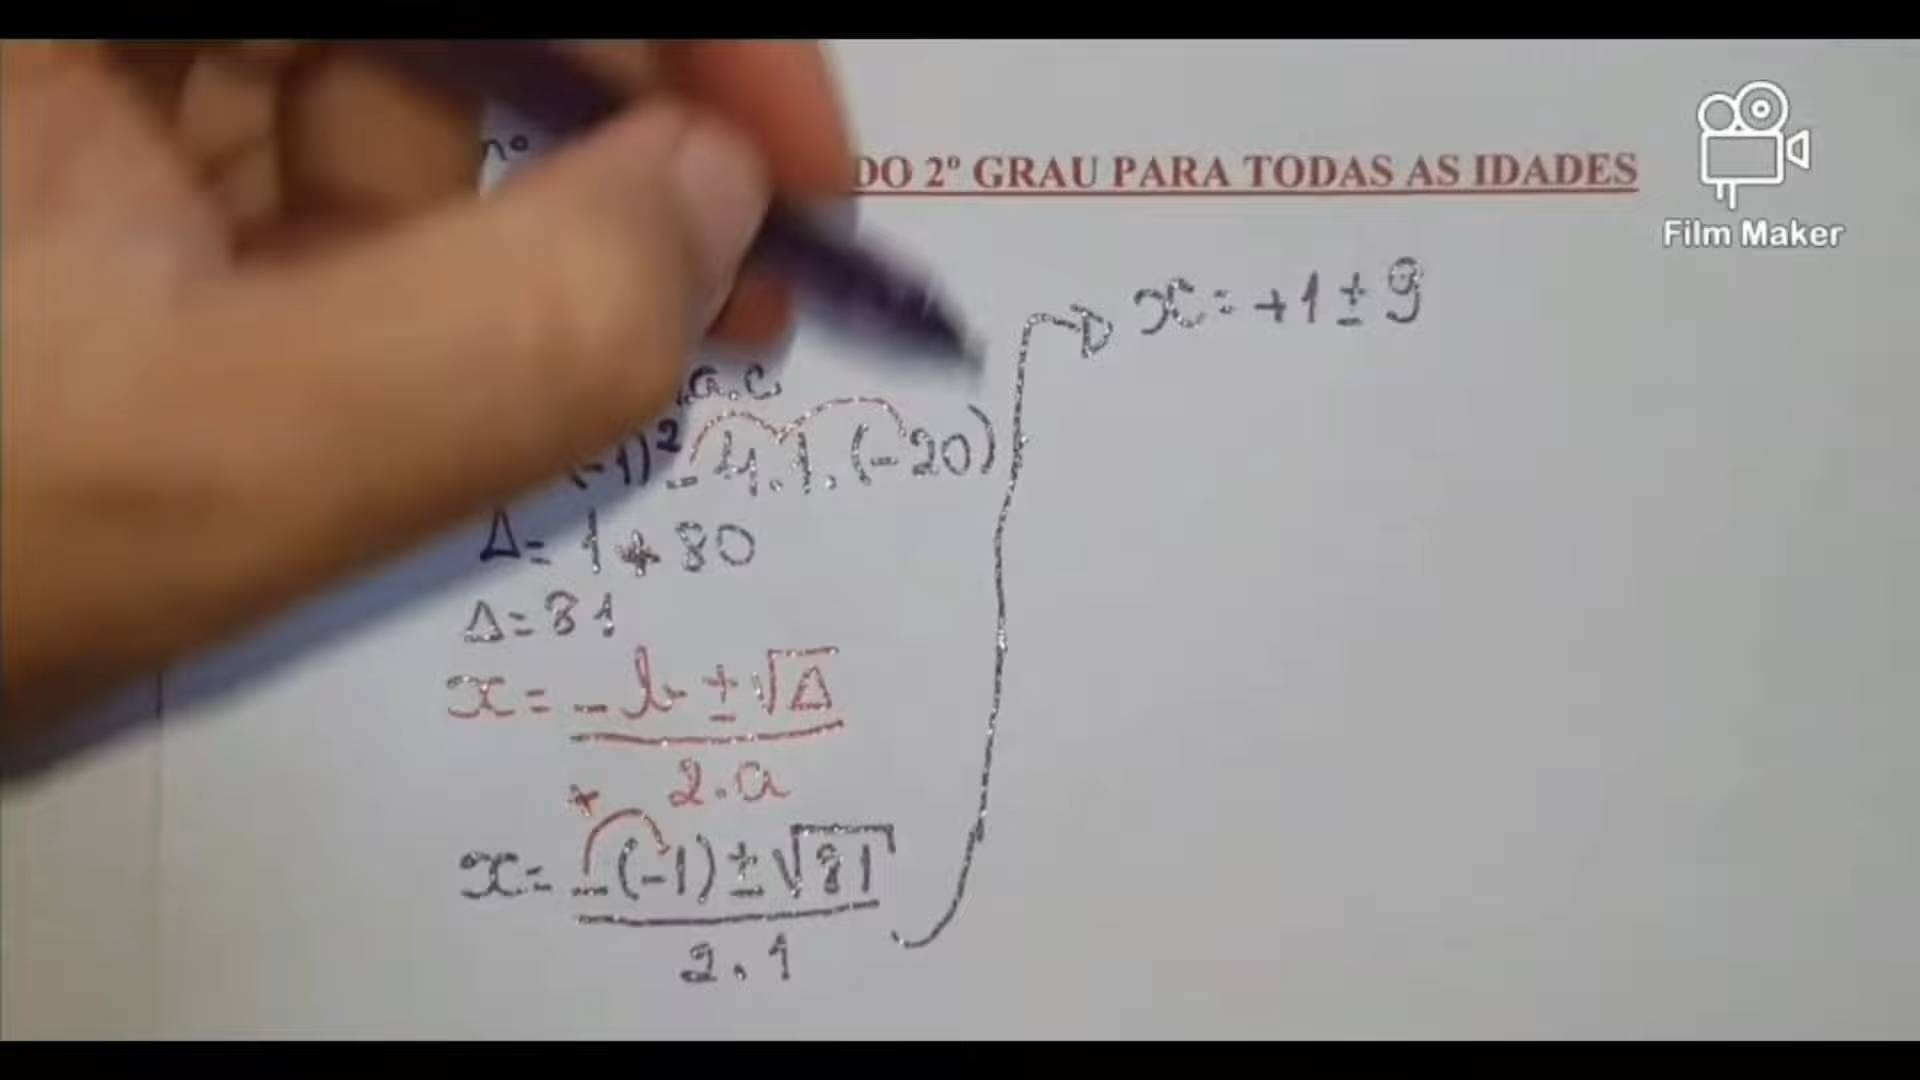 nº
DO 2º GRAU PARA TODAS AS IDADES
Film Maker
.a.c
(-1)² - 4.1.(-20)
Δ= 1+80
Δ=81
x= -b ± √Δ
2.a
+
x= -(-1) ± √81
2.1
x= +1 ± 9